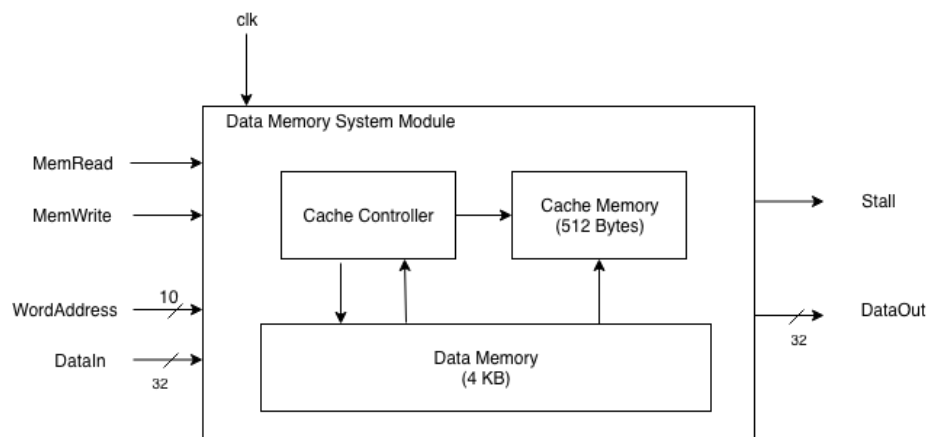 clk
Data Memory System Module
MemRead
MemWrite
WordAddress
10
DataIn
32
Cache Controller
Cache Memory
(512 Bytes)
Data Memory
(4 KB)
Stall
DataOut
32